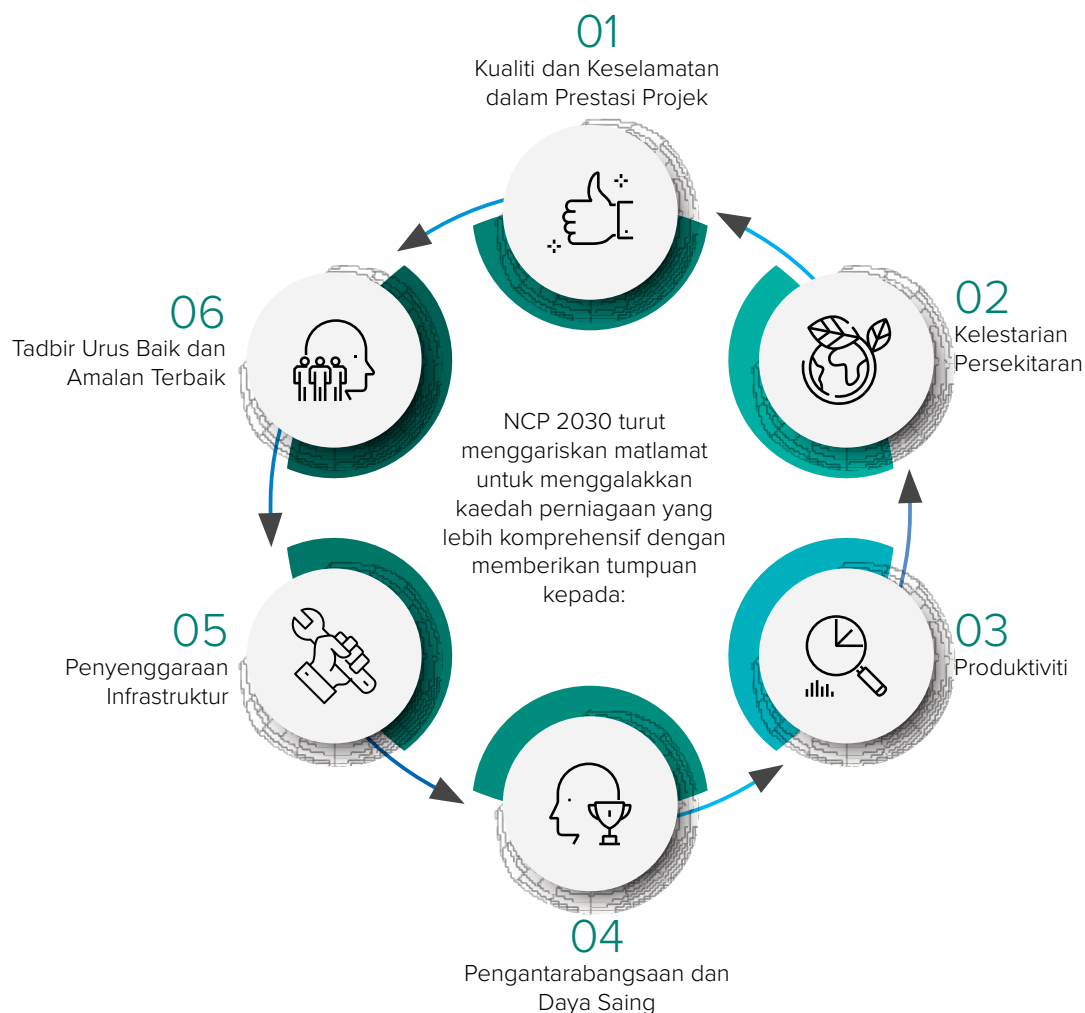 01
Kualiti dan Keselamatan
dalam Prestasi Projek
02
Kelestarian
Persekitaran
03
Produktiviti
04
Pengantarabangsaan dan
Daya Saing
05
Penyenggaraan
Infrastruktur
06
Tadbir Urus Baik dan
Amalan Terbaik
NCP 2030 turut
menggariskan matlamat
untuk menggalakkan
kaedah perniagaan yang
lebih komprehensif dengan
memberikan tumpuan
kepada: